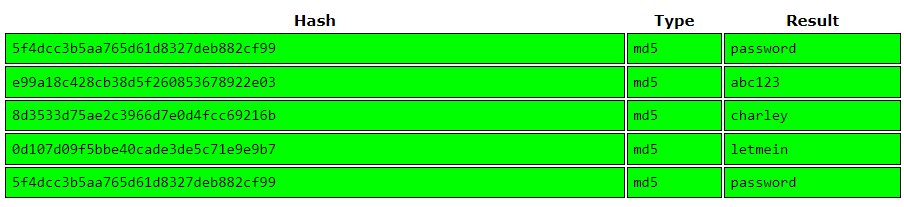 Hash Type Result
5f4dcc3b5aa765d61d8327deb882cf99 md5 password
e99a18c428cb38d5f260853678922e03 md5 abc123
8d3533d75ae2c3966d7e0d4fcc69216b md5 charley
0d107d09f5bbe40cade3de5c71e9e9b7 md5 letmein
5f4dcc3b5aa765d61d8327deb882cf99 md5 password